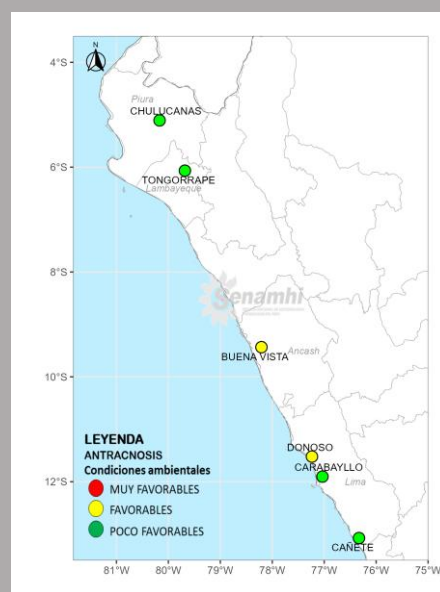 N
4°S
Piura
CHULUCANAS
6°S
TONGORRAPE
Lambayeque
8°S
Senamhi
BUENA VISTA
Ancash
10°S
DONOSO
CARABAYLLO
Lima
12°S
CAÑETE
LEYENDA
ANTRACNOSIS
Condiciones ambientales
MUY FAVORABLES
FAVORABLES
POCO FAVORABLES
81°W 80°W 79°W 78°W 77°W 76°W 75°W